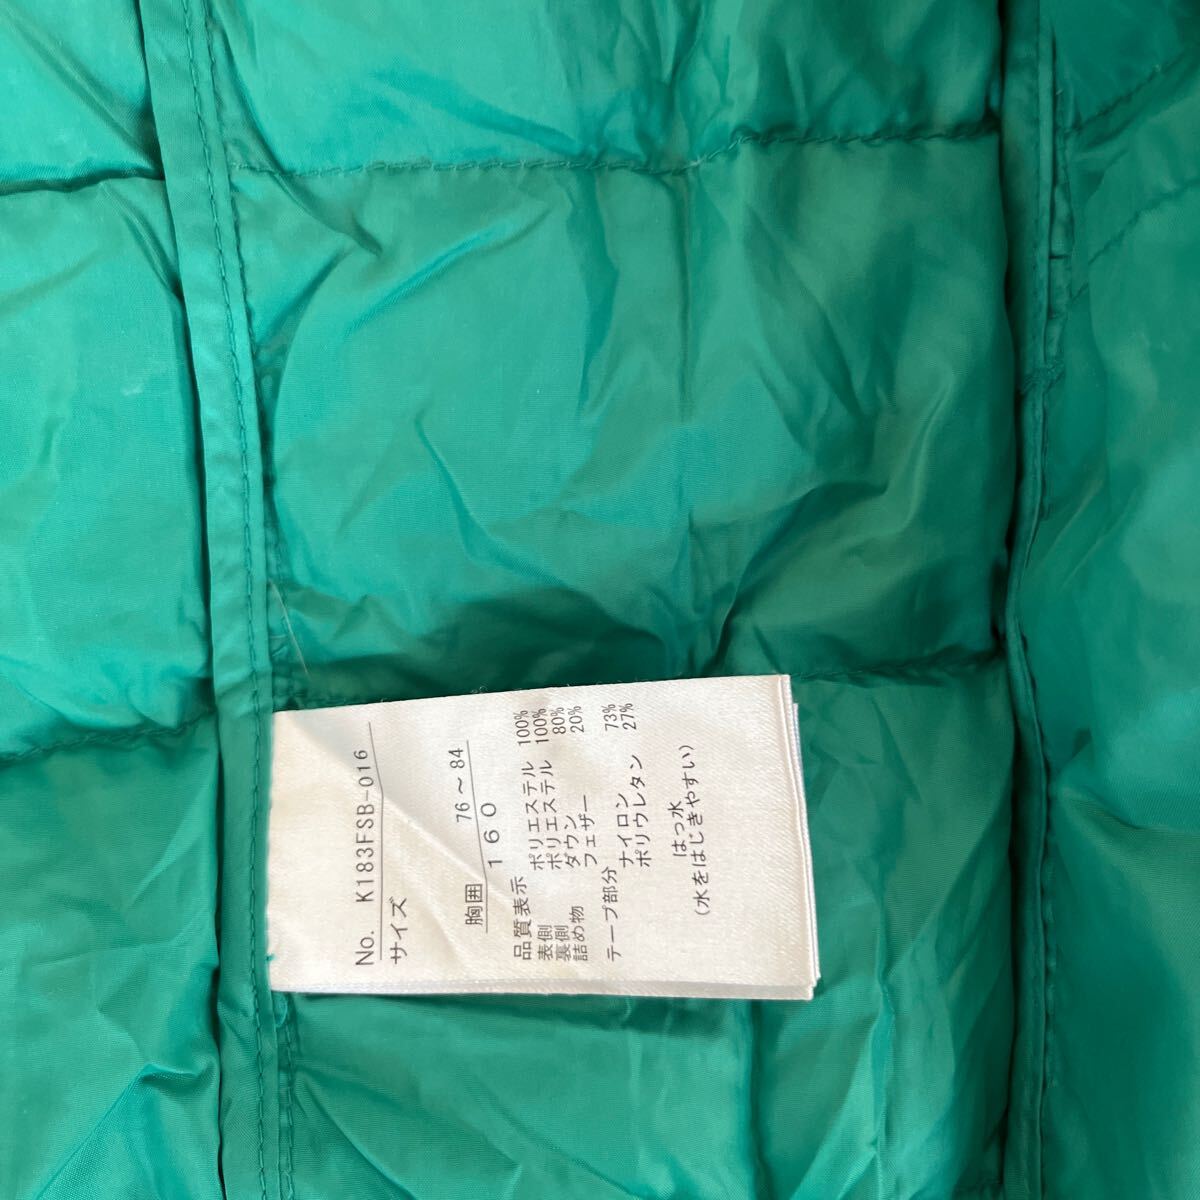 No. K183FSB-016
サイズ
胸囲 76～84
160
品質表示
表側 ポリエステル 100%
裏側 ポリエステル 100%
詰め物 ダウン 80%
フェザー 20%
テープ部分 ナイロン 73%
ポリウレタン 27%
はっ水
(水をはじきやすい)